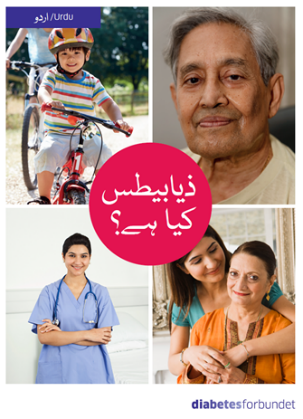 اردو /Urdu
ذیابیطس
کیا ہے؟
diabetesforbundet